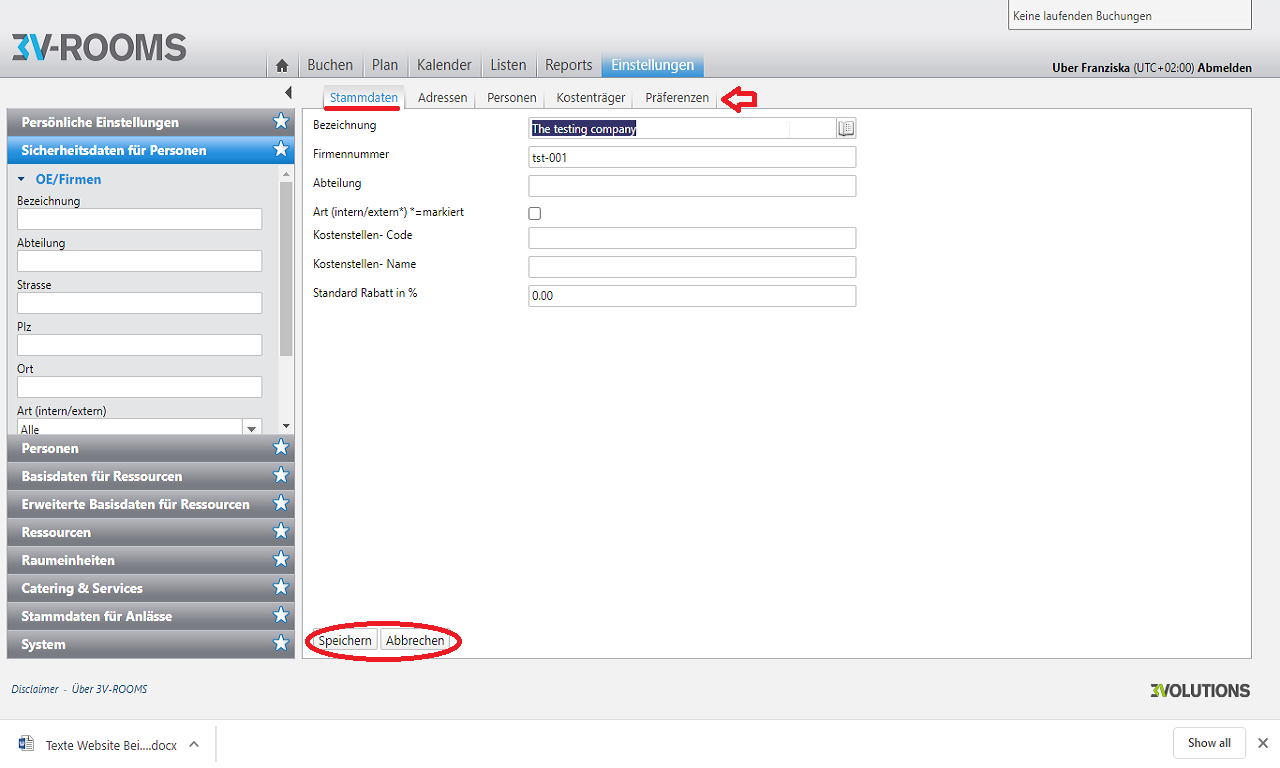 Keine laufenden Buchungen
3V-ROOMS
Buchen Plan Kalender Listen Reports Einstellungen
Uber Franziska (UTC+02:00) Abmelden
Stammdaten Adressen Personen Kostenträger Präferenzen
Persönliche Einstellungen
Sicherheitsdaten für Personen
OE/Firmen
Bezeichnung
Abteilung
Strasse
Plz
Ort
Art (intern/extern)
Alle
Personen
Basisdaten für Ressourcen
Erweiterte Basisdaten für Ressourcen
Ressourcen
Raumeinheiten
Catering & Services
Stammdaten für Anlässe
System
Bezeichnung The testing company
Firmennummer tst-001
Abteilung
Art (intern/extern*) *=markiert
Kostenstellen- Code
Kostenstellen- Name
Standard Rabatt in % 0.00
Speichern Abbrechen
Disclaimer - Über 3V-ROOMS
3VOLUTIONS
Texte Website Bei....docx
Show all